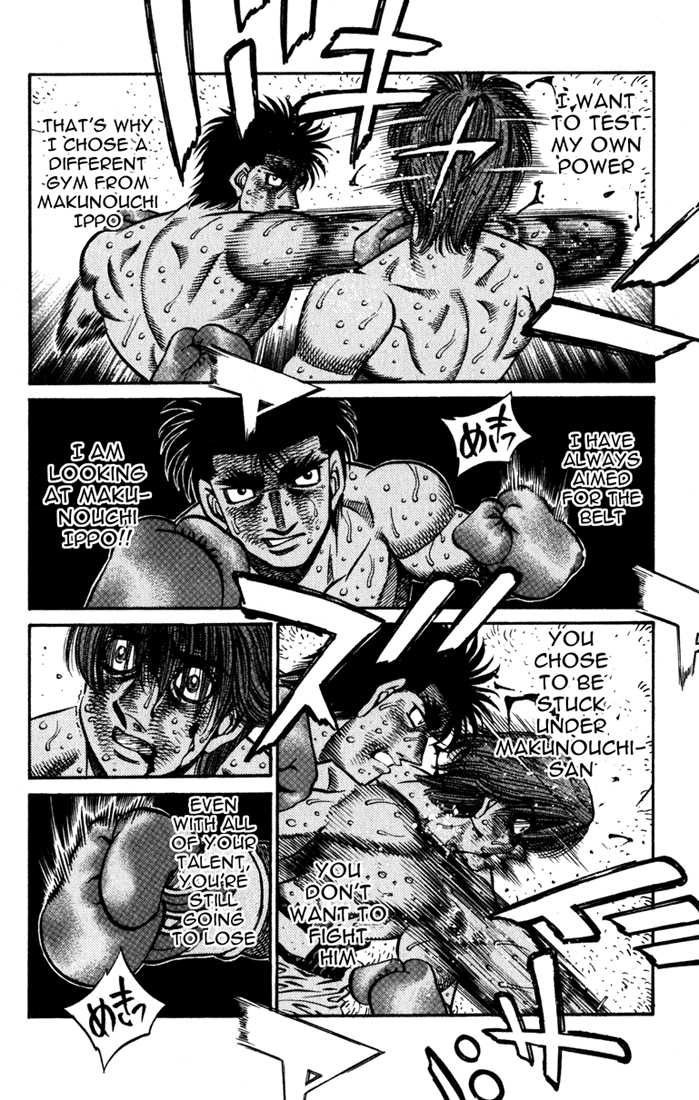 I WANT
TO TEST
MY OWN
POWER
THAT'S WHY
I CHOSE A
DIFFERENT
GYM FROM
MAKUNOUCHI
IPPO
I HAVE
ALWAYS
AIMED
FOR THE
BELT
めきっ
I AM
LOOKING
AT MAKU-
NOUCHI
IPPO!!
YOU
CHOSE
TO BE
STUCK
UNDER
MAKUNOUCHI-
SAN
YOU
DON'T
WANT TO
FIGHT
HIM
EVEN
WITH ALL
OF YOUR
TALENT,
YOU'RE
STILL
GOING
TO LOSE
めきっ